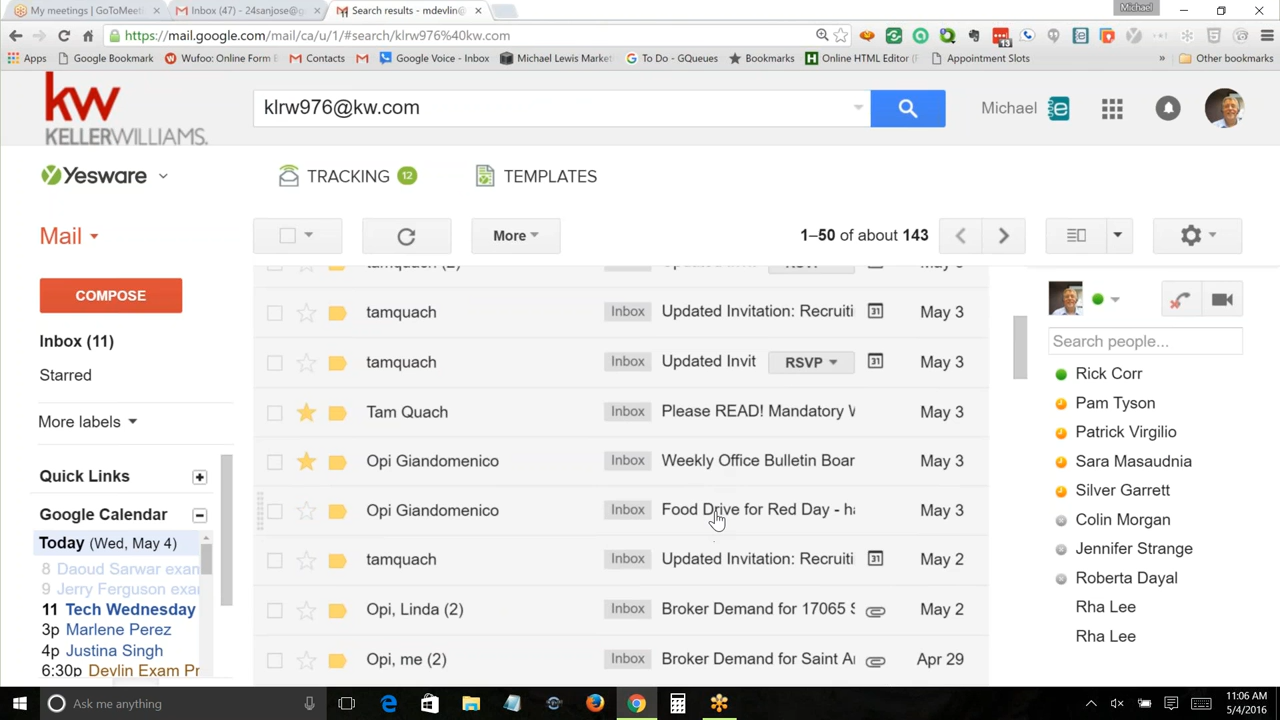 My meetings | GoToMeeti
Inbox (47) - 24sanjose@g
Search results - mdevlin@
Michael
https://mail.google.com/mail/ca/u/1/#search/klrw976%40kw.com
13
Apps
Google Bookmark
Wufoo: Online Form
Contacts
Google Voice - Inbox
Michael Lewis Market
To Do - GQueues
Bookmarks
Online HTML Editor
Appointment Slots
»
Other bookmarks
kw
KELLERWILLIAMS.
klrw976@kw.com
Michael
Yesware
TRACKING 12
TEMPLATES
Mail
More
1–50 of about 143
COMPOSE
Inbox (11)
Starred
More labels
Quick Links
Google Calendar
Today (Wed, May 4)
8 Daoud Sarwar exam
9 Jerry Ferguson exa
11 Tech Wednesday
3p Marlene Perez
4p Justina Singh
6:30p Devlin Exam Pr
tamquach Inbox Updated Invitation: Recruiti 31 May 3
tamquach Inbox Updated Invit RSVP 31 May 3
Tam Quach Inbox Please READ! Mandatory May 3
Opi Giandomenico Inbox Weekly Office Bulletin Boar May 3
Opi Giandomenico Inbox Food Drive for Red Day - ha May 3
tamquach Inbox Updated Invitation: Recruiti 31 May 2
Opi, Linda (2) Inbox Broker Demand for 17065 S May 2
Opi, me (2) Inbox Broker Demand for Saint A Apr 29
Search people...
Rick Corr
Pam Tyson
Patrick Virgilio
Sara Masaudnia
Silver Garrett
Colin Morgan
Jennifer Strange
Roberta Dayal
Rha Lee
Rha Lee
Ask me anything
11:06 AM
5/4/2016